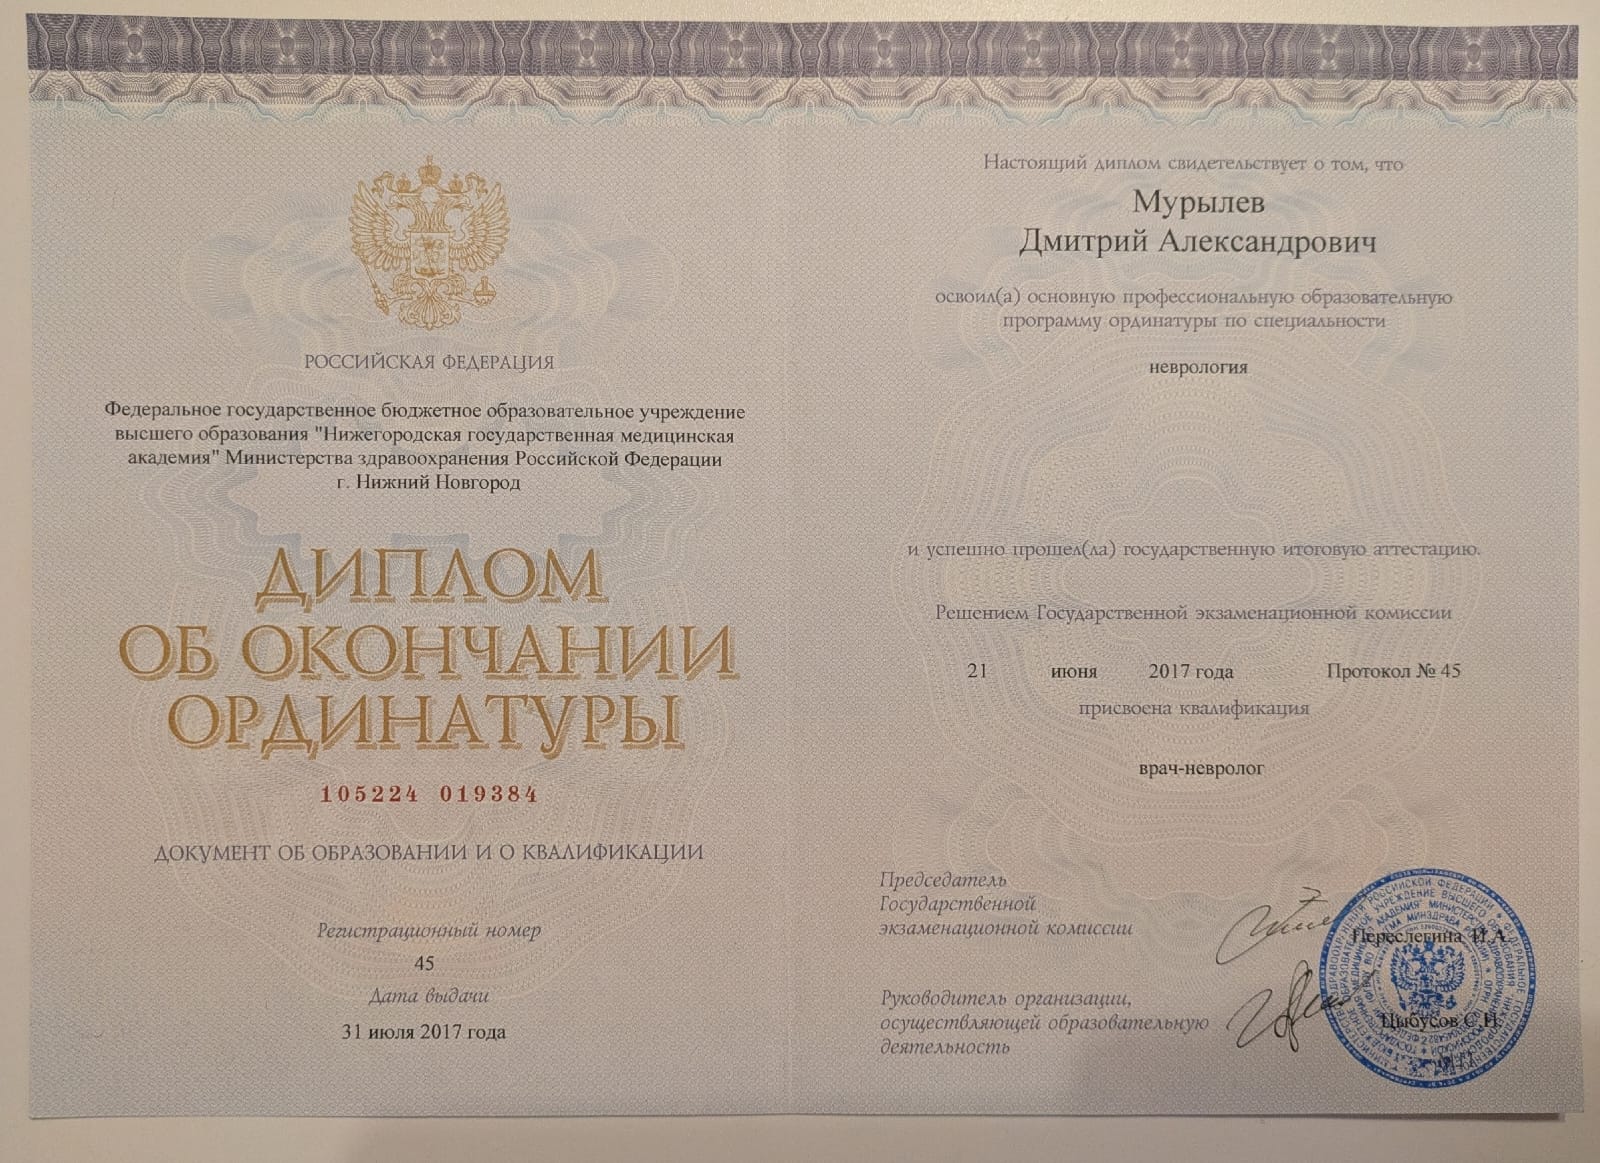 РОССИЙСКАЯ ФЕДЕРАЦИЯ
Федеральное государственное бюджетное образовательное учреждение
высшего образования "Нижегородская государственная медицинская
академия" Министерства здравоохранения Российской Федерации
г. Нижний Новгород
ДИПЛОМ
ОБ ОКОНЧАНИИ
ОРДИНАТУРЫ
105224 019384
ДОКУМЕНТ ОБ ОБРАЗОВАНИИ И О КВАЛИФИКАЦИИ
Регистрационный номер
45
Дата выдачи
31 июля 2017 года
Настоящий диплом свидетельствует о том, что
Мурылев
Дмитрий Александрович
освоил(а) основную профессиональную образовательную
программу ординатуры по специальности
неврология
и успешно прошел(ла) государственную итоговую аттестацию.
Решением Государственной экзаменационной комиссии
21 июня 2017 года Протокол № 45
присвоена квалификация
врач-невролог
Председатель
Государственной
экзаменационной комиссии
Переслегина И.А.
Руководитель организации,
осуществляющей образовательную
деятельность
Цыбусов С.Н.